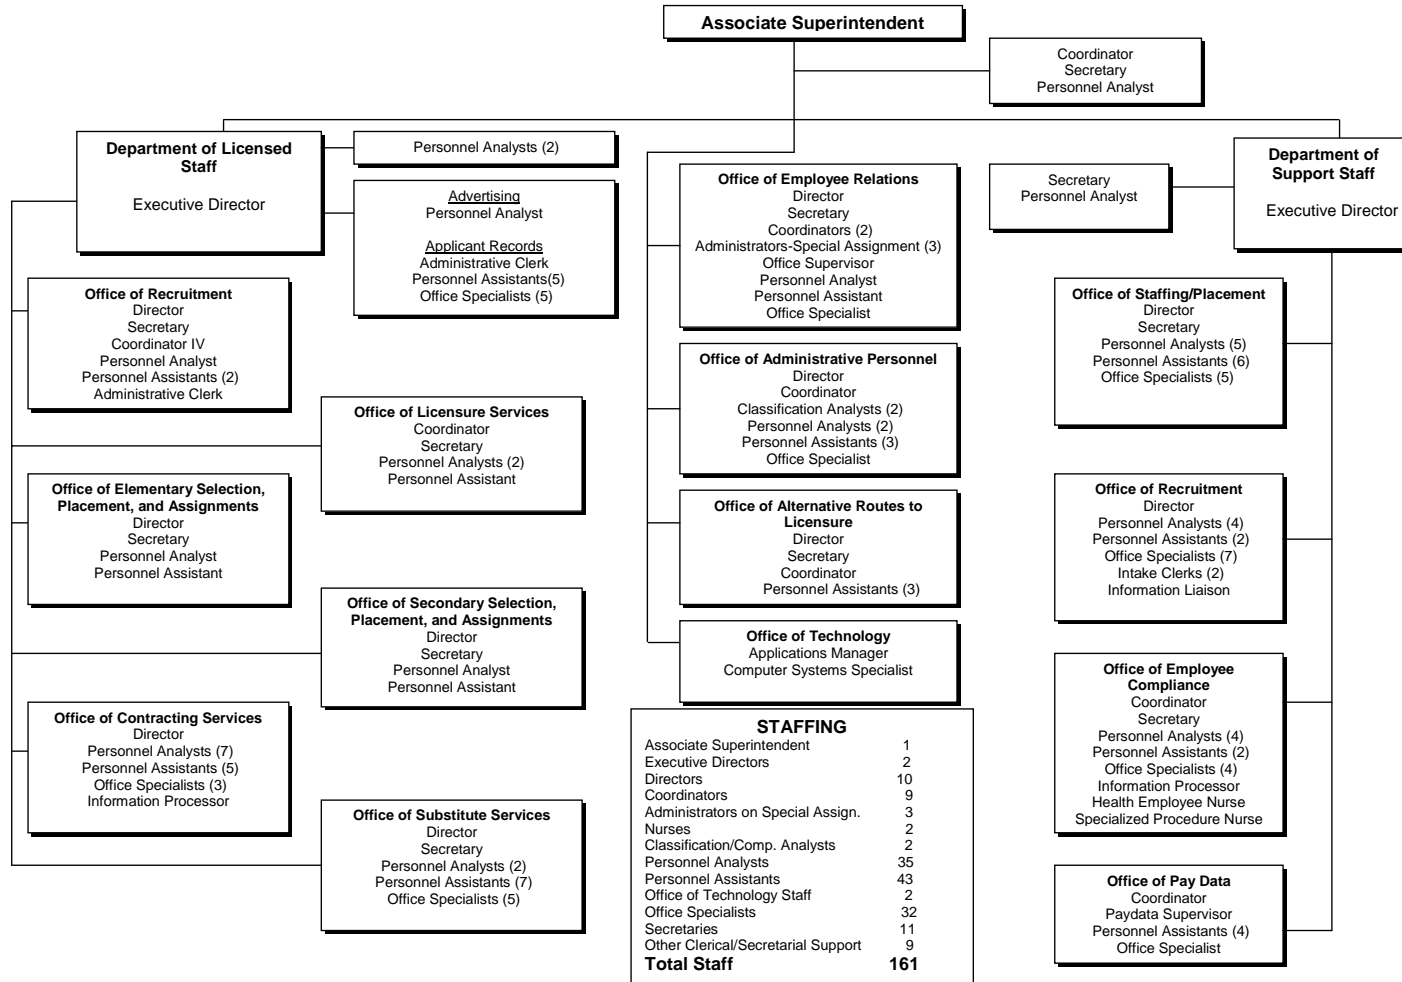 Associate Superintendent
Coordinator
Secretary
Personnel Analyst
Department of Licensed
Staff
Executive Director
Personnel Analysts (2)
Advertising
Personnel Analyst
Applicant Records
Administrative Clerk
Personnel Assistants(5)
Office Specialists (5)
Office of Recruitment
Director
Secretary
Coordinator IV
Personnel Analyst
Personnel Assistants (2)
Administrative Clerk
Office of Licensure Services
Coordinator
Secretary
Personnel Analysts (2)
Personnel Assistant
Office of Elementary Selection,
Placement, and Assignments
Director
Secretary
Personnel Analyst
Personnel Assistant
Office of Secondary Selection,
Placement, and Assignments
Director
Secretary
Personnel Analyst
Personnel Assistant
Office of Contracting Services
Director
Personnel Analysts (7)
Personnel Assistants (5)
Office Specialists (3)
Information Processor
Office of Substitute Services
Director
Secretary
Personnel Analysts (2)
Personnel Assistants (7)
Office Specialists (5)
Office of Employee Relations
Director
Secretary
Coordinators (2)
Administrators-Special Assignment (3)
Office Supervisor
Personnel Analyst
Personnel Assistant
Office Specialist
Office of Administrative Personnel
Director
Coordinator
Classification Analysts (2)
Personnel Analysts (2)
Personnel Assistants (3)
Office Specialist
Office of Alternative Routes to
Licensure
Director
Secretary
Coordinator
Personnel Assistants (3)
Office of Technology
Applications Manager
Computer Systems Specialist
STAFFING
Associate Superintendent 1
Executive Directors 2
Directors 10
Coordinators 9
Administrators on Special Assign. 3
Nurses 2
Classification/Comp. Analysts 2
Personnel Analysts 35
Personnel Assistants 43
Office of Technology Staff 2
Office Specialists 32
Secretaries 11
Other Clerical/Secretarial Support 9
Total Staff 161
Secretary
Personnel Analyst
Department of
Support Staff
Executive Director
Office of Staffing/Placement
Director
Secretary
Personnel Analysts (5)
Personnel Assistants (6)
Office Specialists (5)
Office of Recruitment
Director
Personnel Analysts (4)
Personnel Assistants (2)
Office Specialists (7)
Intake Clerks (2)
Information Liaison
Office of Employee
Compliance
Coordinator
Secretary
Personnel Analysts (4)
Personnel Assistants (2)
Office Specialists (4)
Information Processor
Health Employee Nurse
Specialized Procedure Nurse
Office of Pay Data
Coordinator
Paydata Supervisor
Personnel Assistants (4)
Office Specialist